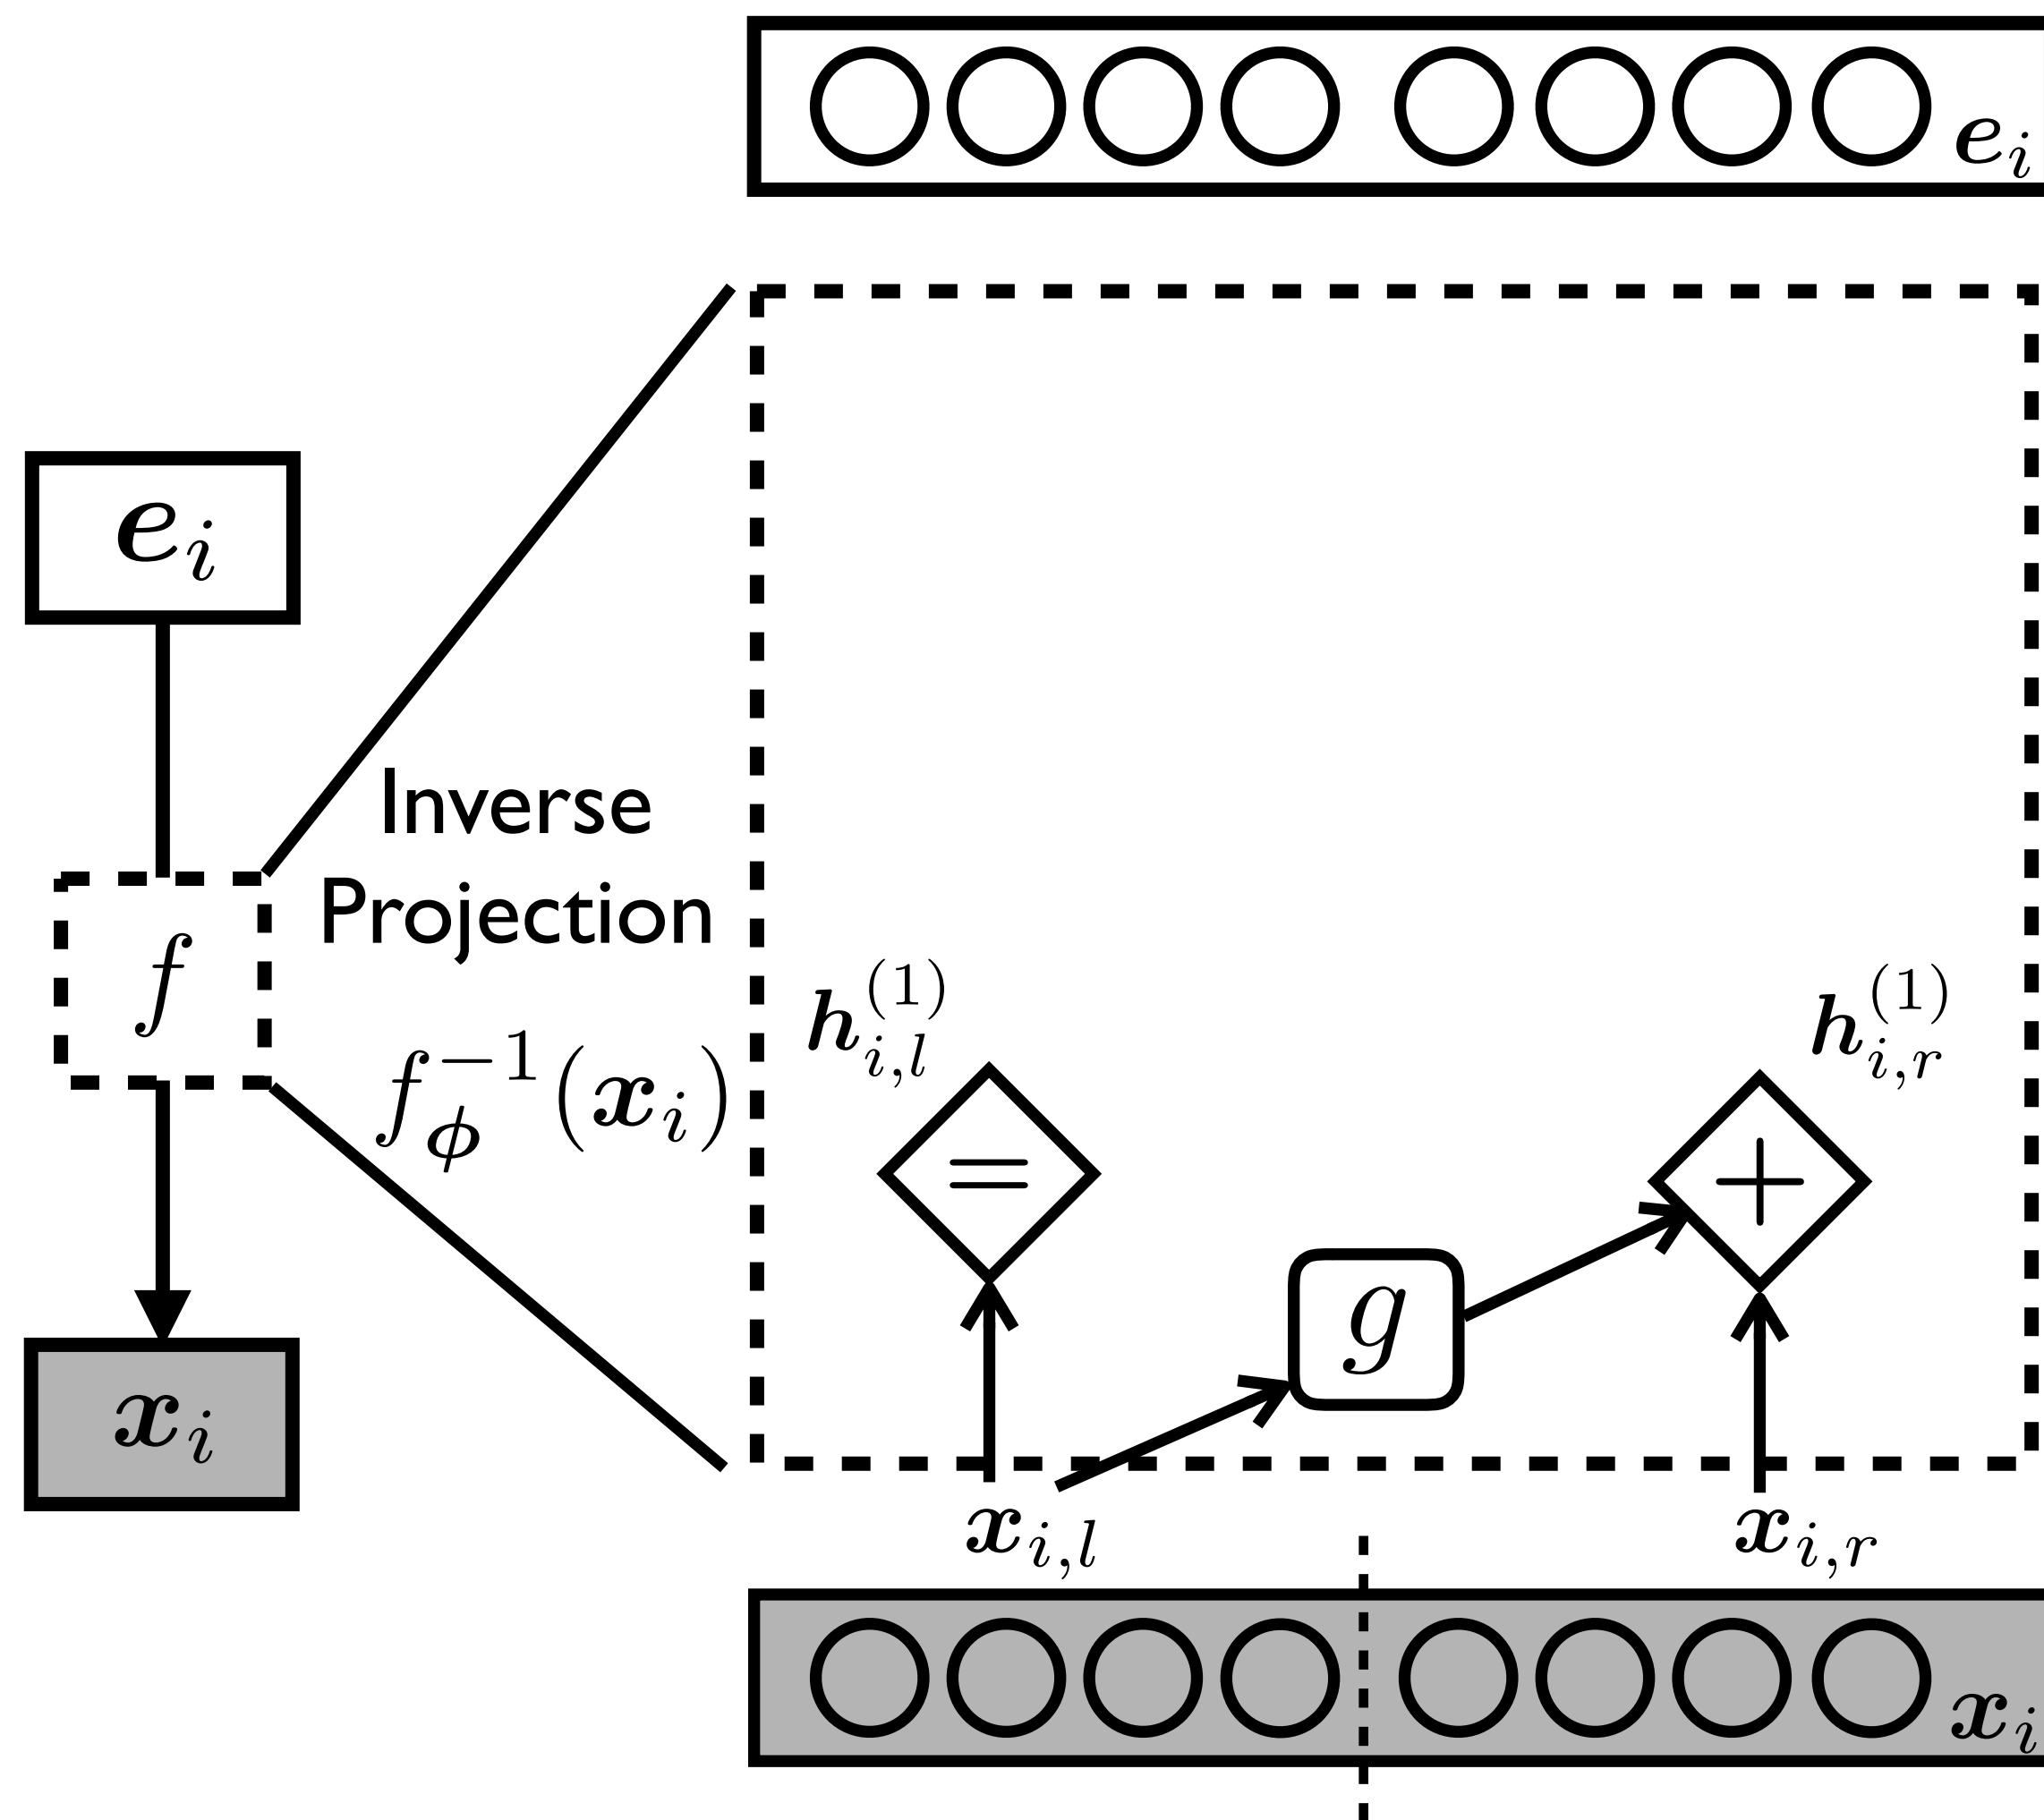 e_i
e_i
Inverse
Projection
f
f_ϕ^{-1}(x_i)
h_{i,l}^{(1)}
h_{i,r}^{(1)}
=
+
g
x_i
x_{i,l}
x_{i,r}
x_i